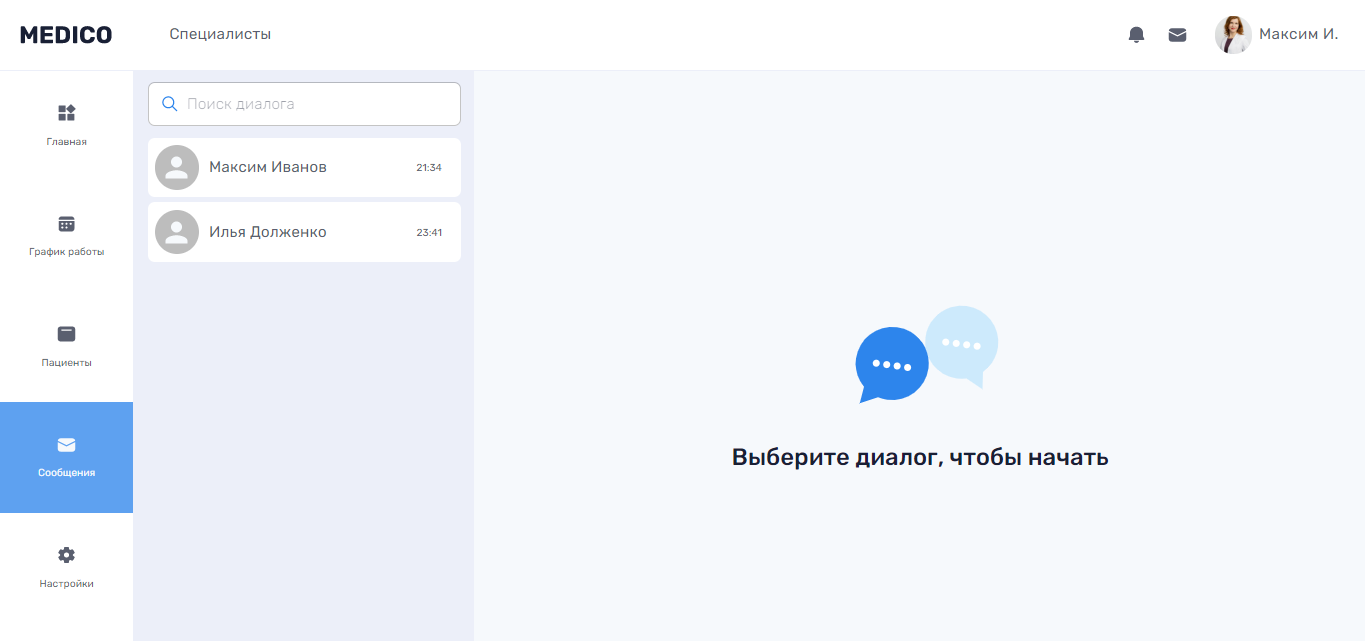 MEDICO
Специалисты
Максим И.
Главная
График работы
Пациенты
Сообщения
Настройки
Поиск диалога
Максим Иванов 21:34
Илья Долженко 23:41
Выберите диалог, чтобы начать